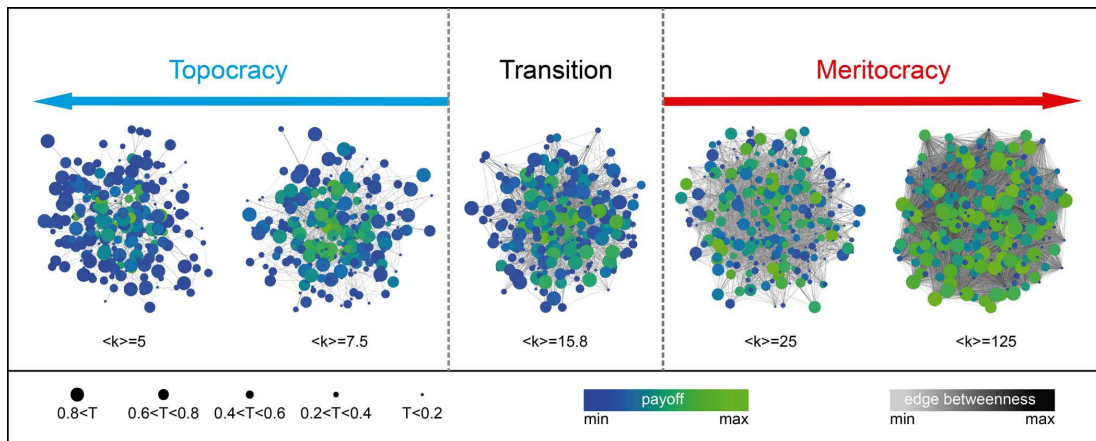 Topocracy Transition Meritocracy
<k>=5 <k>=7.5 <k>=15.8 <k>=25 <k>=125
payoff edge betweenness
0.8<T 0.6<T<0.8 0.4<T<0.6 0.2<T<0.4 T<0.2 min max min max